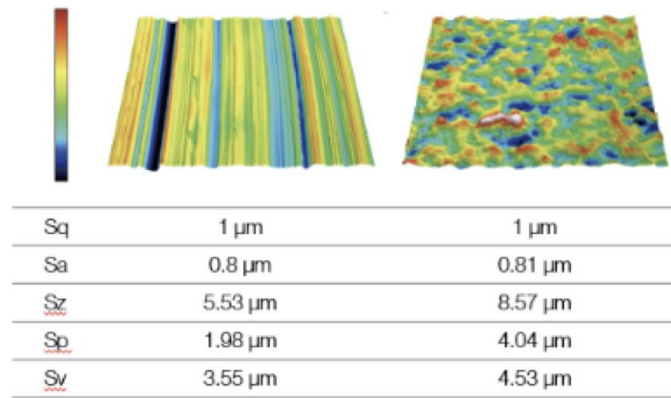 Sq 1 µm 1 µm
Sa 0.8 µm 0.81 µm
Sz 5.53 µm 8.57 µm
Sp 1.98 µm 4.04 µm
Sv 3.55 µm 4.53 µm